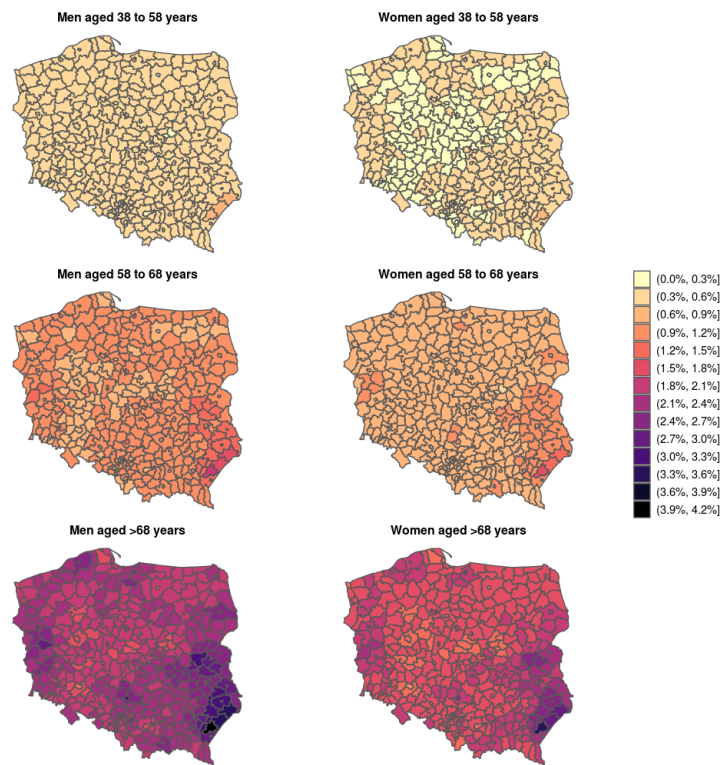 Men aged 38 to 58 years
Women aged 38 to 58 years
Men aged 58 to 68 years
Women aged 58 to 68 years
(0.0%, 0.3%]
(0.3%, 0.6%]
(0.6%, 0.9%]
(0.9%, 1.2%]
(1.2%, 1.5%]
(1.5%, 1.8%]
(1.8%, 2.1%]
(2.1%, 2.4%]
(2.4%, 2.7%]
(2.7%, 3.0%]
(3.0%, 3.3%]
(3.3%, 3.6%]
(3.6%, 3.9%]
(3.9%, 4.2%]
Men aged >68 years
Women aged >68 years